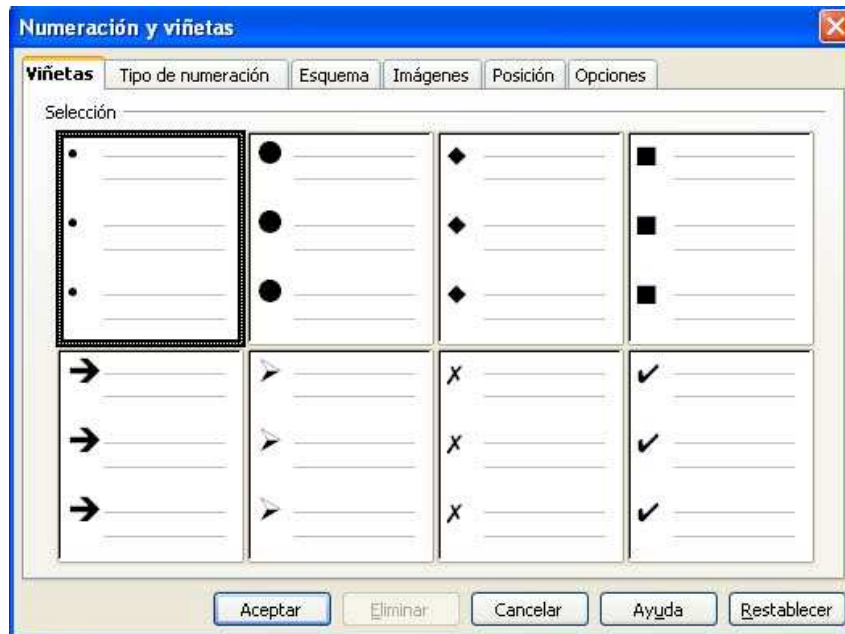 Numeración y viñetas
Viñetas Tipo de numeración Esquema Imágenes Posición Opciones
Selección
Aceptar Eliminar Cancelar Ayuda Restablecer